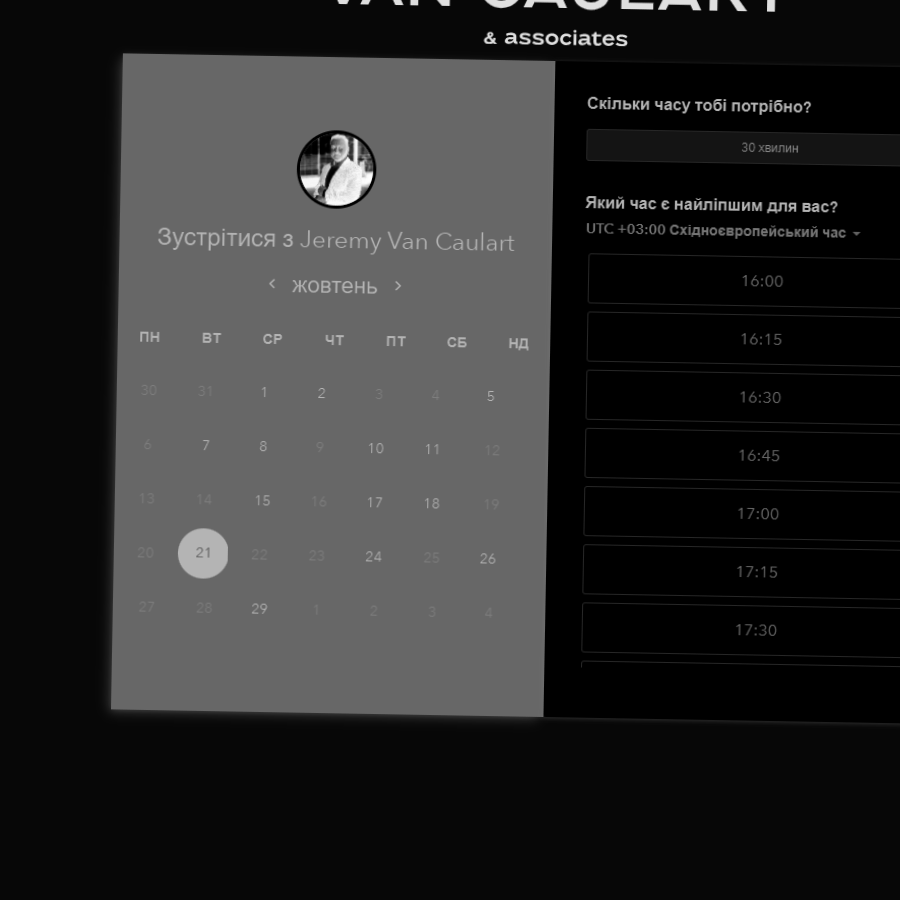 VAN CAULART
& associates
Зустрітися з Jeremy Van Caulart
жовтень
ПН ВТ СР ЧТ ПТ СБ НД
30 31 1 2 3 4 5
6 7 8 9 10 11 12
13 14 15 16 17 18 19
20 21 22 23 24 25 26
27 28 29 1 2 3 4
Скільки часу тобі потрібно?
30 хвилин
Який час є найліпшим для вас?
UTC +03:00 Східноєвропейський час
16:00
16:15
16:30
16:45
17:00
17:15
17:30